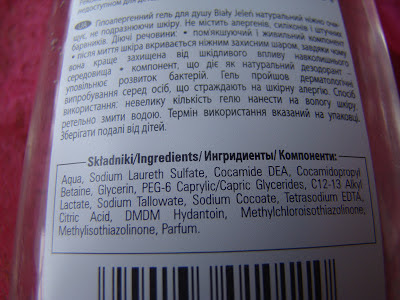 недоступном для де
UA Гіпоалергенний гель для душу Biały Jeleń натуральний ніжно очи-
щує, не подразнюючи шкіру. Не містить алергенів, силіконів і штучних
барвників. Діючі речовини: • пом'якшуючий і живильний компонент
• після миття шкіра вкривається ніжним захисним шаром, завдяки чому
вона краще захищена від шкідливого впливу навколишнього
середовища • компонент, що діє як натуральний дезодорант –
уповільнює розвиток бактерій. Гель пройшов дерматологічні
випробування серед осіб, що страждають на шкірну алергію. Спосіб
використання: невелику кількість гелю нанести на вологу шкіру,
ретельно змити водою. Термін використання вказаний на упаковці.
Зберігати подалі від дітей.
Składniki/Ingredients/ Ингридиенты/ Компоненти:
Aqua, Sodium Laureth Sulfate, Cocamide DEA, Cocamidopropyl
Betaine, Glycerin, PEG-6 Caprylic/Capric Glycerides, C12-13 Alkyl
Lactate, Sodium Tallowate, Sodium Cocoate, Tetrasodium EDTA,
Citric Acid, DMDM Hydantoin, Methylchloroisothiazolinone,
Methylisothiazolinone, Parfum.